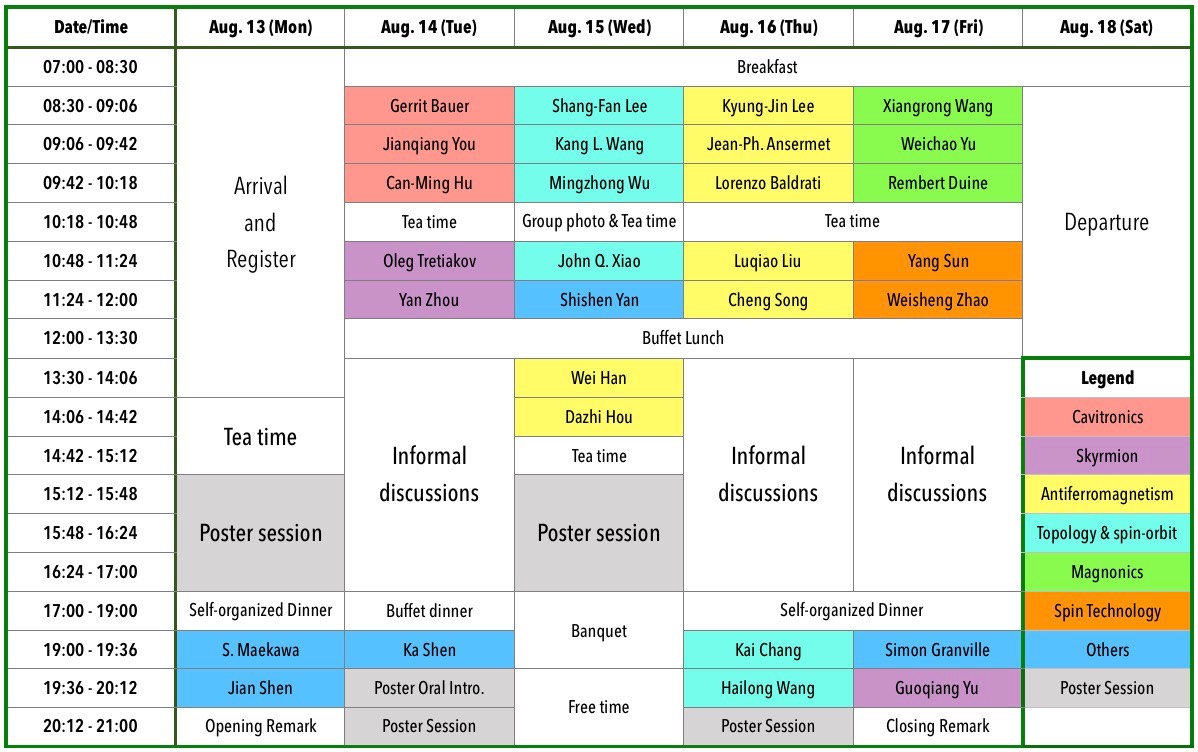 Date/Time Aug. 13 (Mon) Aug. 14 (Tue) Aug. 15 (Wed) Aug. 16 (Thu) Aug. 17 (Fri) Aug. 18 (Sat)
07:00 - 08:30 Breakfast
08:30 - 09:06 Gerrit Bauer Shang-Fan Lee Kyung-Jin Lee Xiangrong Wang
09:06 - 09:42 Jianqiang You Kang L. Wang Jean-Ph. Ansermet Weichao Yu
09:42 - 10:18 Arrival Can-Ming Hu Mingzhong Wu Lorenzo Baldrati Rembert Duine
10:18 - 10:48 and Tea time Group photo & Tea time Tea time Departure
10:48 - 11:24 Register Oleg Tretiakov John Q. Xiao Luqiao Liu Yang Sun
11:24 - 12:00 Yan Zhou Shishen Yan Cheng Song Weisheng Zhao
12:00 - 13:30 Buffet Lunch
13:30 - 14:06 Wei Han Legend
14:06 - 14:42 Tea time Dazhi Hou Cavitronics
14:42 - 15:12 Informal Tea time Informal Informal Skyrmion
15:12 - 15:48 discussions discussions discussions Antiferromagnetism
15:48 - 16:24 Poster session Poster session Topology & spin-orbit
16:24 - 17:00 Magnonics
17:00 - 19:00 Self-organized Dinner Buffet dinner Banquet Self-organized Dinner Spin Technology
19:00 - 19:36 S. Maekawa Ka Shen Kai Chang Simon Granville Others
19:36 - 20:12 Jian Shen Poster Oral Intro. Free time Hailong Wang Guoqiang Yu Poster Session
20:12 - 21:00 Opening Remark Poster Session Poster Session Closing Remark